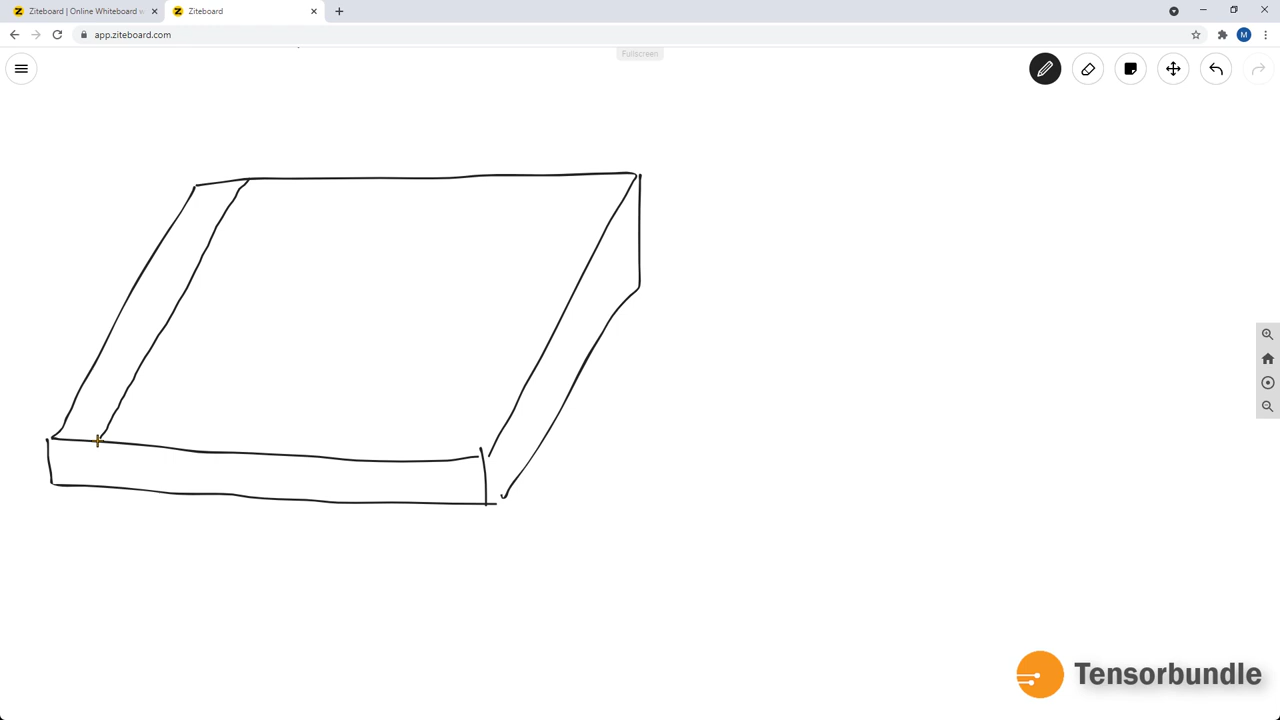 Ziteboard | Online Whiteboard w
Ziteboard
app.ziteboard.com
M
Fullscreen
Tensorbundle